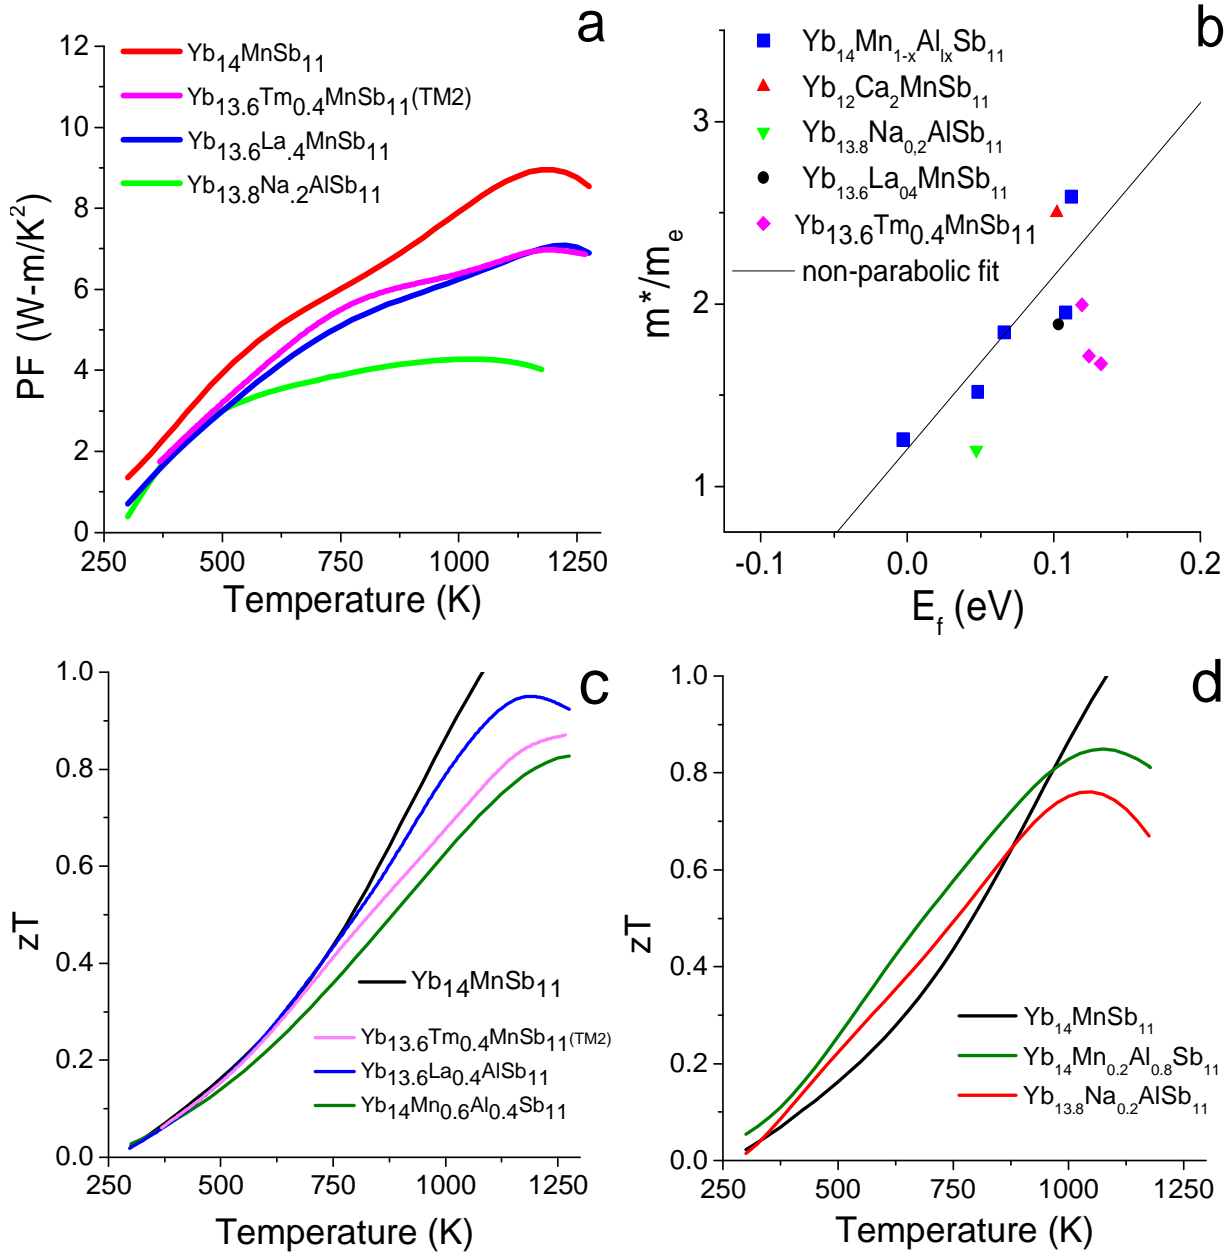 a
12
10
8
6
4
2
0
PF (W-m/K²)
Yb₁₄MnSb₁₁
Yb₁₃.₆Tm₀.₄MnSb₁₁(TM2)
Yb₁₃.₆La.₄MnSb₁₁
Yb₁₃.₈Na.₂AlSb₁₁
250 500 750 1000 1250
Temperature (K)
b
3
2
1
m*/mₑ
Yb₁₄Mn₁₋ₓAlₗₓSb₁₁
Yb₁₂Ca₂MnSb₁₁
Yb₁₃.₈Na₀,₂AlSb₁₁
Yb₁₃.₆La₀₄MnSb₁₁
Yb₁₃.₆Tm₀.₄MnSb₁₁
non-parabolic fit
-0.1 0.0 0.1 0.2
E_f (eV)
c
1.0
0.8
0.6
0.4
0.2
0.0
zT
Yb₁₄MnSb₁₁
Yb₁₃.₆Tm₀.₄MnSb₁₁(TM2)
Yb₁₃.₆La₀.₄AlSb₁₁
Yb₁₄Mn₀.₆Al₀.₄Sb₁₁
250 500 750 1000 1250
Temperature (K)
d
1.0
0.8
0.6
0.4
0.2
0.0
zT
Yb₁₄MnSb₁₁
Yb₁₄Mn₀.₂Al₀.₈Sb₁₁
Yb₁₃.₈Na₀.₂AlSb₁₁
250 500 750 1000 1250
Temperature (K)